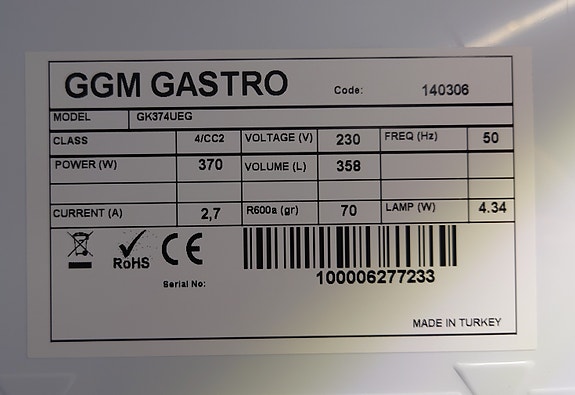 GGM GASTRO Code: 140306
MODEL GK374UEG
CLASS 4/CC2 VOLTAGE (V) 230 FREQ (Hz) 50
POWER (W) 370 VOLUME (L) 358
CURRENT (A) 2,7 R600a (gr) 70 LAMP (W) 4.34
RoHS CE
Serial No: 100006277233
MADE IN TURKEY